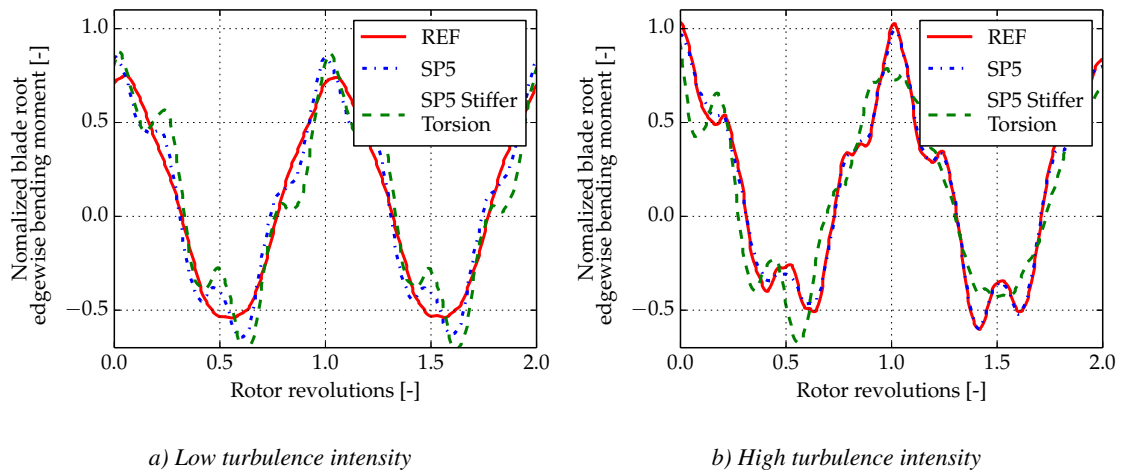 1.0
0.5
0.0
−0.5
Nomalized blade root
edgewise bending moment [-]
REF
SP5
SP5 Stiffer
Torsion
0.0 0.5 1.0 1.5 2.0
Rotor revolutions [-]
a) Low turbulence intensity
1.0
0.5
0.0
−0.5
Nomalized blade root
edgewise bending moment [-]
REF
SP5
SP5 Stiffer
Torsion
0.0 0.5 1.0 1.5 2.0
Rotor revolutions [-]
b) High turbulence intensity